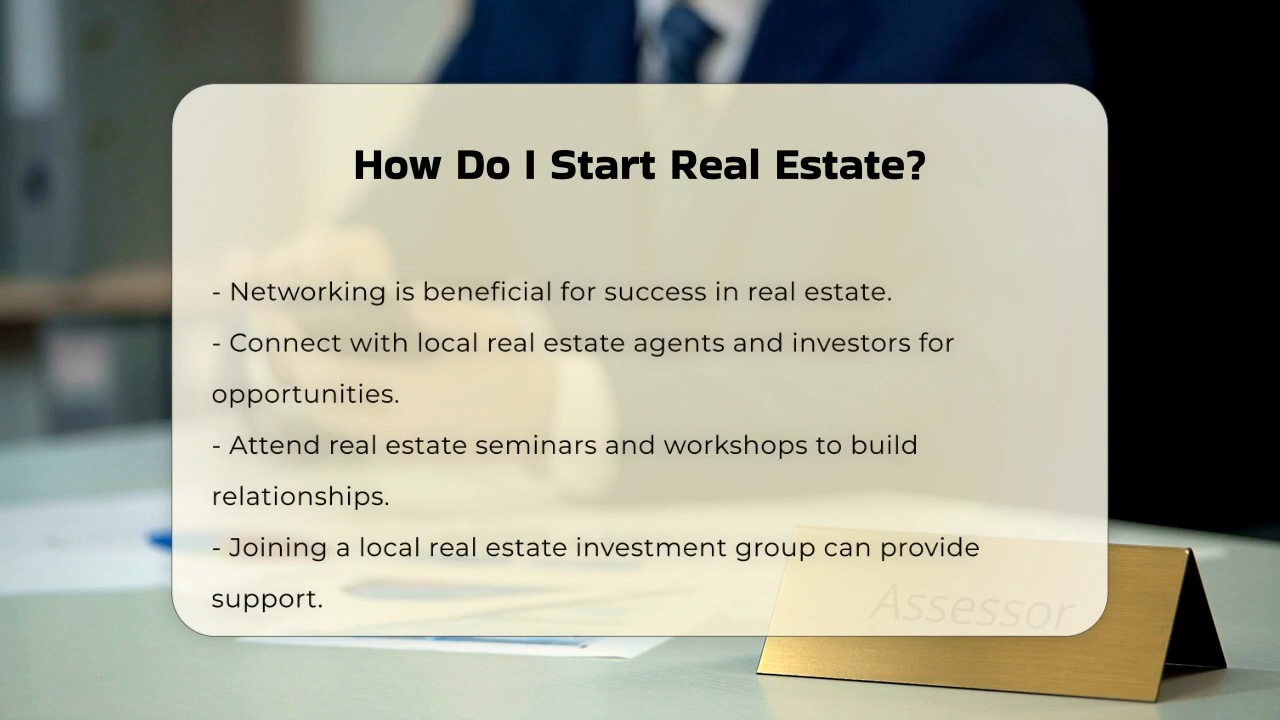 How Do I Start Real Estate?
- Networking is beneficial for success in real estate.
- Connect with local real estate agents and investors for
opportunities.
- Attend real estate seminars and workshops to build
relationships.
- Joining a local real estate investment group can provide
support.
Assessor